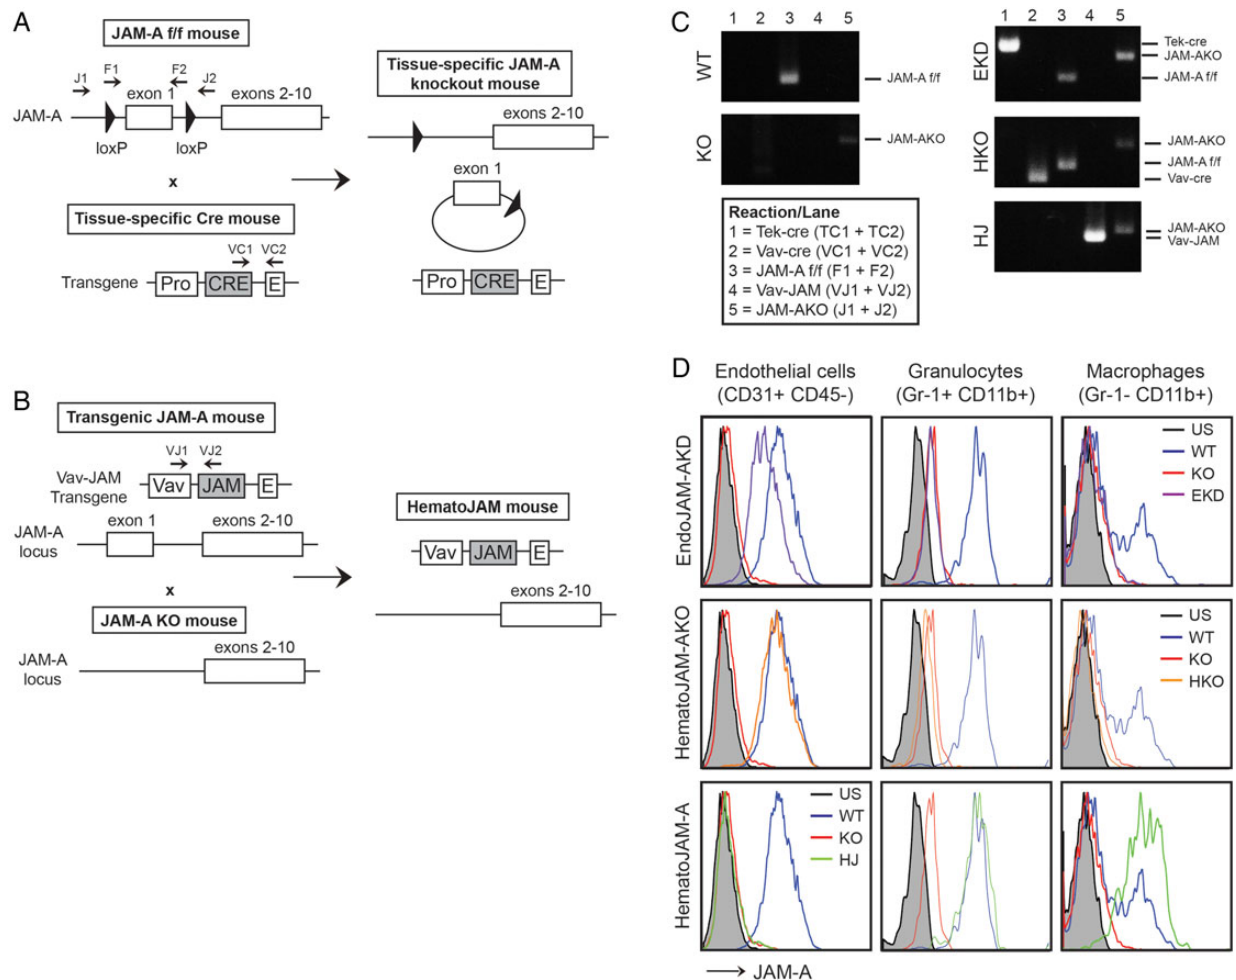 A
JAM-A f/f mouse
J1 F1 F2 J2
exon 1 exons 2-10
JAM-A
loxP loxP
x
Tissue-specific Cre mouse
VC1 VC2
Transgene Pro CRE E
Tissue-specific JAM-A
knockout mouse
exons 2-10
exon 1
Pro CRE E
B
Transgenic JAM-A mouse
VJ1 VJ2
Vav-JAM
Transgene
Vav JAM E
exon 1 exons 2-10
JAM-A
locus
x
JAM-A KO mouse
exons 2-10
JAM-A
locus
HematoJAM mouse
Vav JAM E
exons 2-10
C
1 2 3 4 5
WT
JAM-A f/f
KO
JAM-AKO
Reaction/Lane
1 = Tek-cre (TC1 + TC2)
2 = Vav-cre (VC1 + VC2)
3 = JAM-A f/f (F1 + F2)
4 = Vav-JAM (VJ1 + VJ2)
5 = JAM-AKO (J1 + J2)
1 2 3 4 5
EKD
Tek-cre
JAM-AKO
JAM-A f/f
HKO
JAM-AKO
JAM-A f/f
Vav-cre
HJ
JAM-AKO
Vav-JAM
D
Endothelial cells
(CD31+ CD45-)
Granulocytes
(Gr-1+ CD11b+)
Macrophages
(Gr-1- CD11b+)
EndoJAM-AKD
US
WT
KO
EKD
HematoJAM-AKO
US
WT
KO
HKO
HematoJAM-A
US
WT
KO
HJ
JAM-A